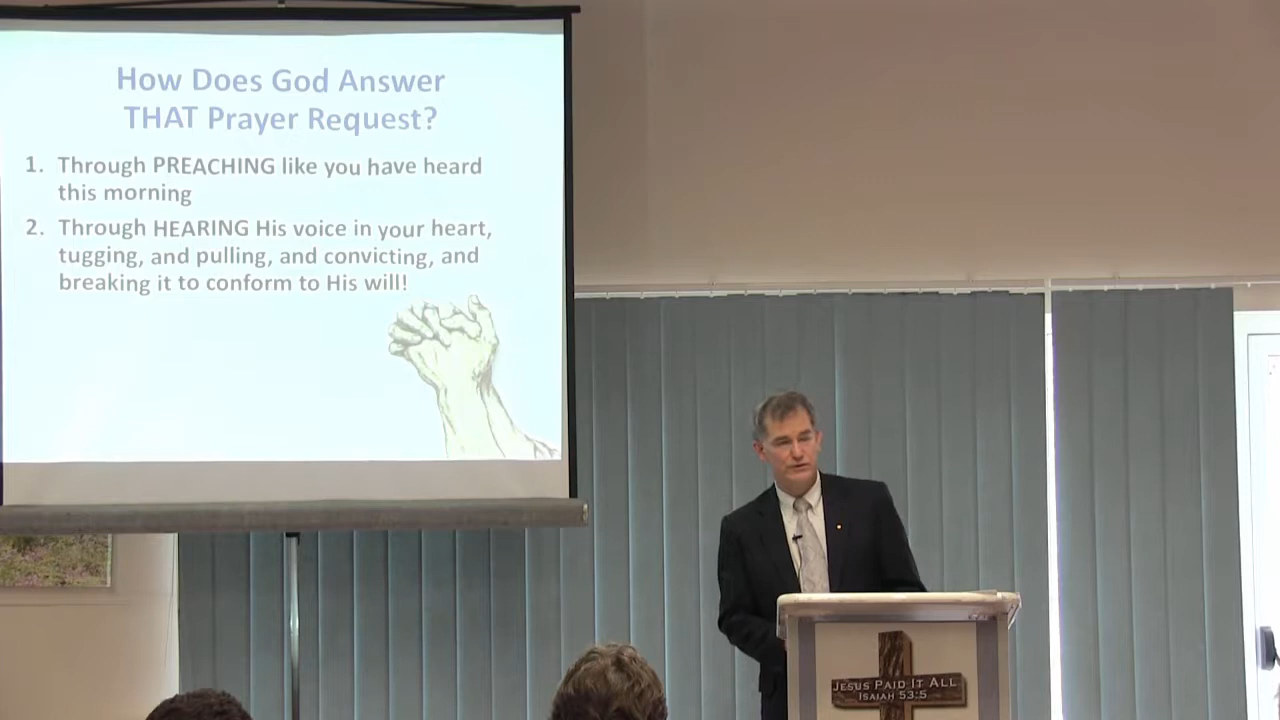 How Does God Answer
THAT Prayer Request?
1. Through PREACHING like you have heard
this morning
2. Through HEARING His voice in your heart,
tugging, and pulling, and convicting, and
breaking it to conform to His will!
JESUS PAID IT ALL
ISAIAH 53:5